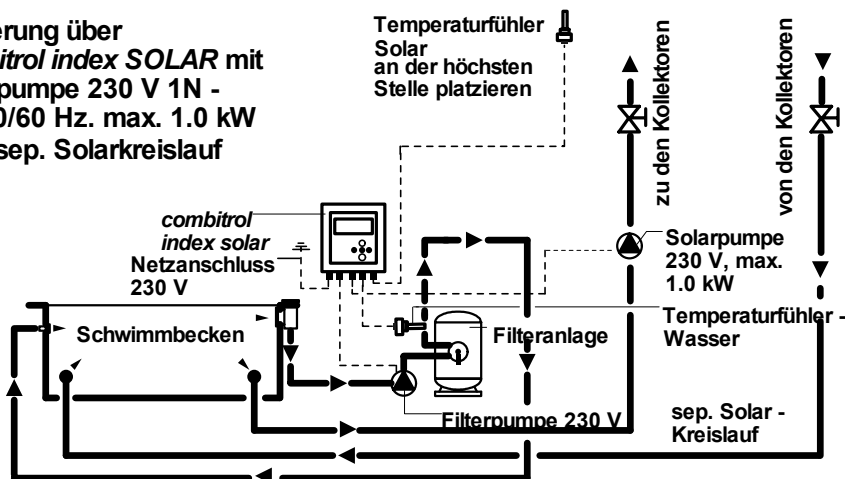 erung über
itrol index SOLAR mit
pumpe 230 V 1N -
0/60 Hz. max. 1.0 kW
sep. Solarkreislauf
Temperaturfühler
Solar
an der höchsten
Stelle platzieren
zu den Kollektoren
von den Kollektoren
combitrol
index solar
Netzanschluss
230 V
Solarpumpe
230 V, max.
1.0 kW
Temperaturfühler -
Wasser
Schwimmbecken
Filteranlage
Filterpumpe 230 V
sep. Solar -
Kreislauf